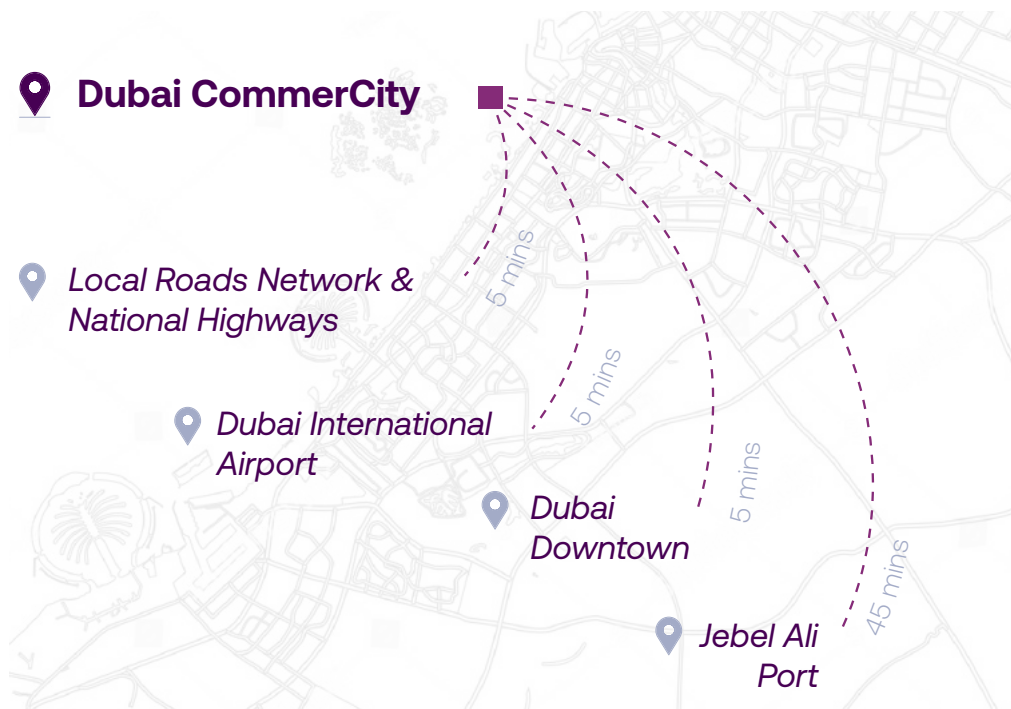 Dubai CommerCity
Local Roads Network &
National Highways
5 mins
Dubai International
Airport
5 mins
Dubai
Downtown
5 mins
Jebel Ali
Port
45 mins